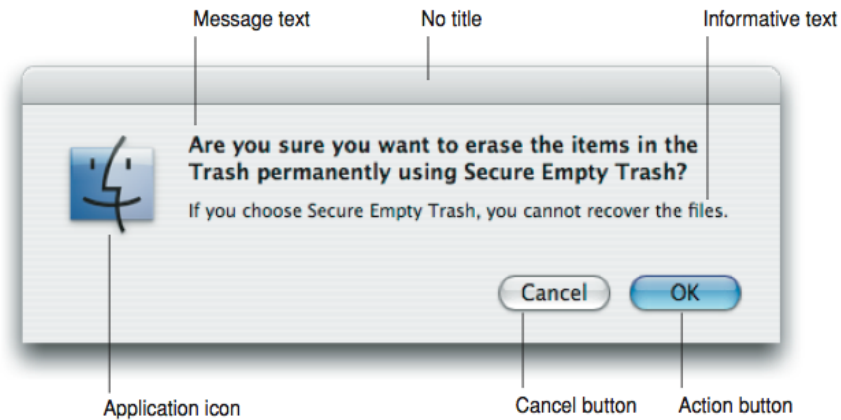 Message text
No title
Informative text
Are you sure you want to erase the items in the
Trash permanently using Secure Empty Trash?
If you choose Secure Empty Trash, you cannot recover the files.
Cancel
OK
Application icon
Cancel button
Action button